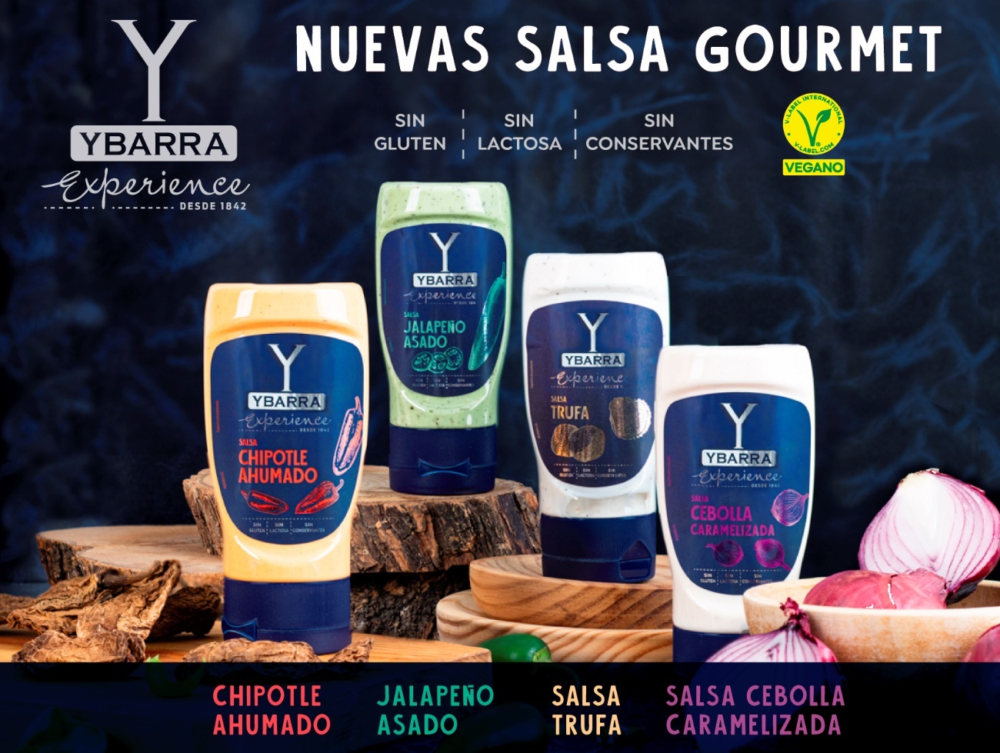 Y
YBARRA
Experience
DESDE 1842
NUEVAS SALSA GOURMET
SIN
GLUTEN
SIN
LACTOSA
SIN
CONSERVANTES
V-LABEL INTERNATIONAL
V-LABEL.COM
VEGANO
Y
YBARRA
Experience
SALSA
JALAPEÑO
ASADO
SIN
GLUTEN
SIN
LACTOSA
SIN
CONSERVANTES
Y
YBARRA
Experience
SALSA
TRUFA
SIN
GLUTEN
SIN
LACTOSA
SIN
CONSERVANTES
Y
YBARRA
Experience
DESDE 1842
SALSA
CHIPOTLE
AHUMADO
SIN
GLUTEN
SIN
LACTOSA
SIN
CONSERVANTES
Y
YBARRA
Experience
DESDE 1842
SALSA
CEBOLLA
CARAMELIZADA
SIN
GLUTEN
SIN
LACTOSA
SIN
CHIPOTLE
AHUMADO
JALAPEÑO
ASADO
SALSA
TRUFA
SALSA CEBOLLA
CARAMELIZADA